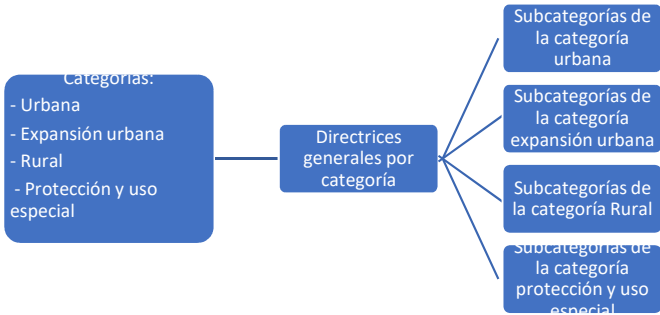 Categorías:
- Urbana
- Expansión urbana
- Rural
- Protección y uso
especial
Directrices
generales por
categoría
Subcategorías de
la categoría
urbana
Subcategorías de
la categoría
expansión urbana
Subcategorías de
la categoría Rural
Subcategorías de
la categoría
protección y uso
especial